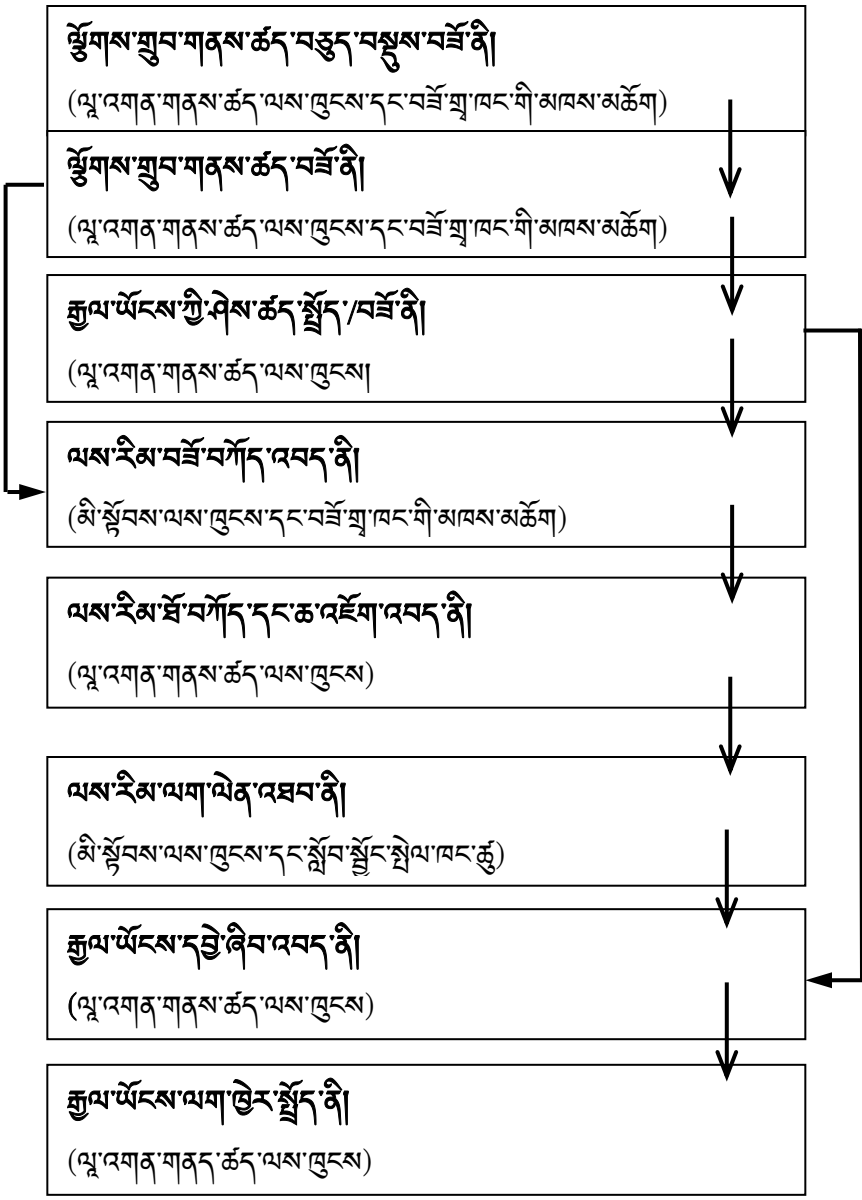 ལྕོགས་གྲུབ་གནས་ཚད་བཅུད་བསྡུས་བཟོ་ནི།
(ལཱ་འགན་གནས་ཚད་ལས་ཁུངས་དང་བཟོ་གྲྭ་ཁང་གི་མཁས་མཆོག)
ལྕོགས་གྲུབ་གནས་ཚད་བཟོ་ནི།
(ལཱ་འགན་གནས་ཚད་ལས་ཁུངས་དང་བཟོ་གྲྭ་ཁང་གི་མཁས་མཆོག)
རྒྱལ་ཡོངས་ཀྱི་ཤེས་ཚད་སྤྲོད་/བཟོ་ནི།
(ལཱ་འགན་གནས་ཚད་ལས་ཁུངས།
ལས་རིམ་བཟོ་བཀོད་འབད་ནི།
(མི་སྟོབས་ལས་ཁུངས་དང་བཟོ་གྲྭ་ཁང་གི་མཁས་མཆོག)
ལས་རིམ་ཐོ་བཀོད་དང་ཆ་འཇོག་འབད་ནི།
(ལཱ་འགན་གནས་ཚད་ལས་ཁུངས)
ལས་རིམ་ལག་ལེན་འཐབ་ནི།
(མི་སྟོབས་ལས་ཁུངས་དང་སློབ་སྦྱོང་སྤེལ་ཁང་ཚུ)
རྒྱལ་ཡོངས་དབྱེ་ཞིབ་འབད་ནི།
(ལཱ་འགན་གནས་ཚད་ལས་ཁུངས)
རྒྱལ་ཡོངས་ལག་ཁྱེར་སྤྲོད་ནི།
(ལཱ་འགན་གནད་ཚད་ལས་ཁུངས)